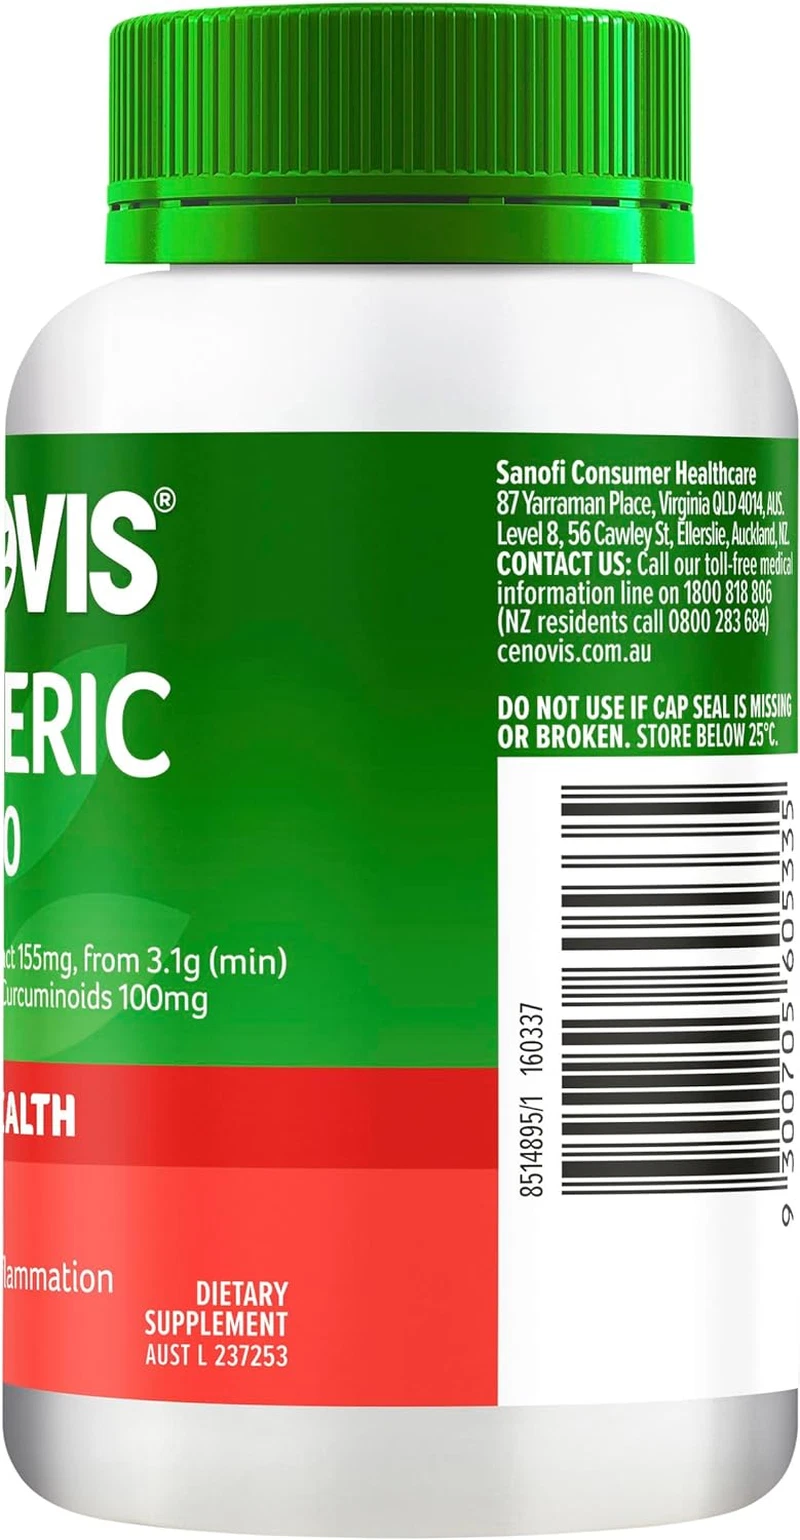 OVIS®
ERIC
0
act 155mg, from 3.1g (min)
Curcuminoids 100mg
EALTH
flammation
DIETARY
SUPPLEMENT
AUST L 237253
Sanofi Consumer Healthcare
87 Yarraman Place, Virginia QLD 4014, AUS.
Level 8, 56 Cawley St, Ellerslie, Auckland, NZ.
CONTACT US: Call our toll-free medical
information line on 1800 818 806
(NZ residents call 0800 283 684)
cenovis.com.au
DO NOT USE IF CAP SEAL IS MISSING
OR BROKEN. STORE BELOW 25°C.
8514895/1 160337
9 300705 605335